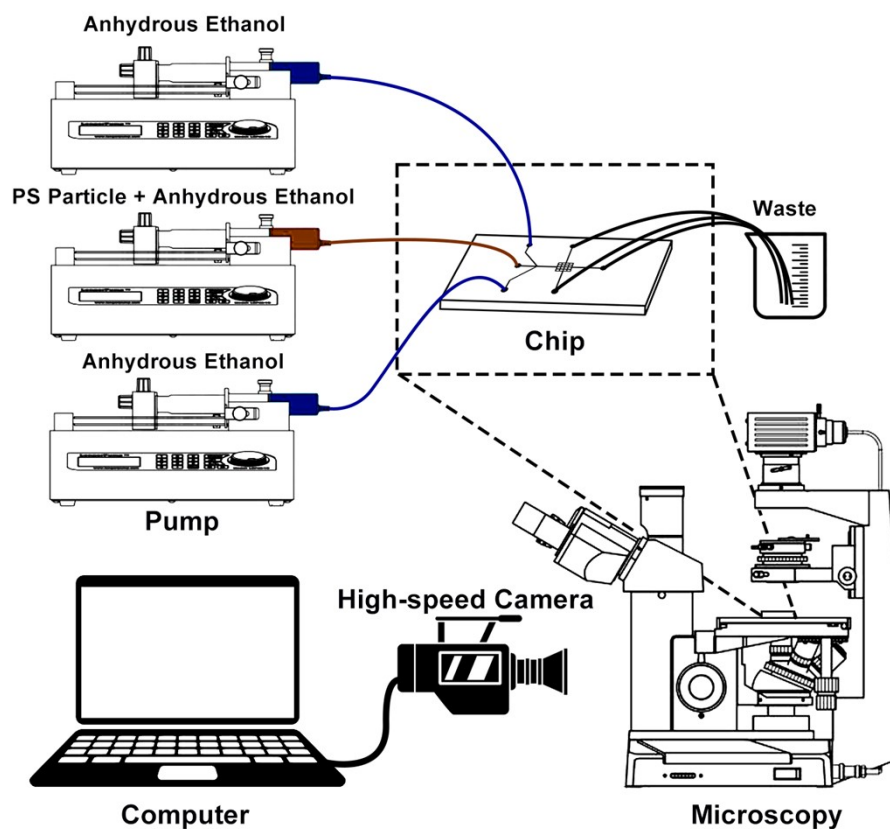 Anhydrous Ethanol
PS Particle + Anhydrous Ethanol
Waste
Chip
Anhydrous Ethanol
Pump
High-speed Camera
Computer
Microscopy